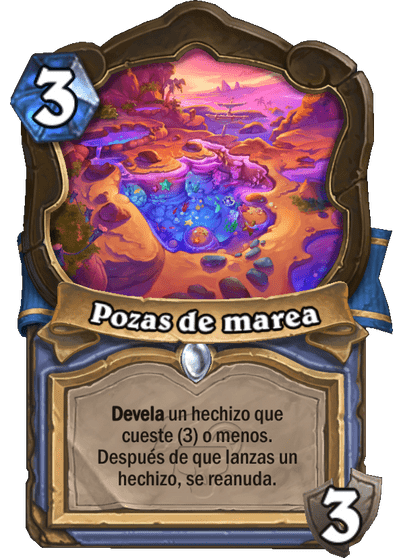 3
Pozas de marea
Devela un hechizo que
cueste (3) o menos.
Después de que lanzas un
hechizo, se reanuda.
3